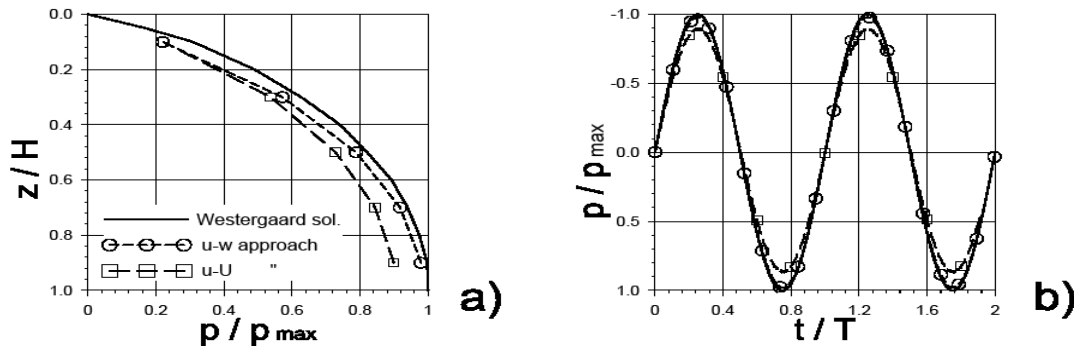 0.0
0.2
0.4
0.6
0.8
1.0
z / H
Westergaard sol.
u-w approach
u-U "
0 0.2 0.4 0.6 0.8 1
p / p max
a)
-1.0
-0.5
0.0
0.5
1.0
p / p max
0 0.4 0.8 1.2 1.6 2
t / T
b)